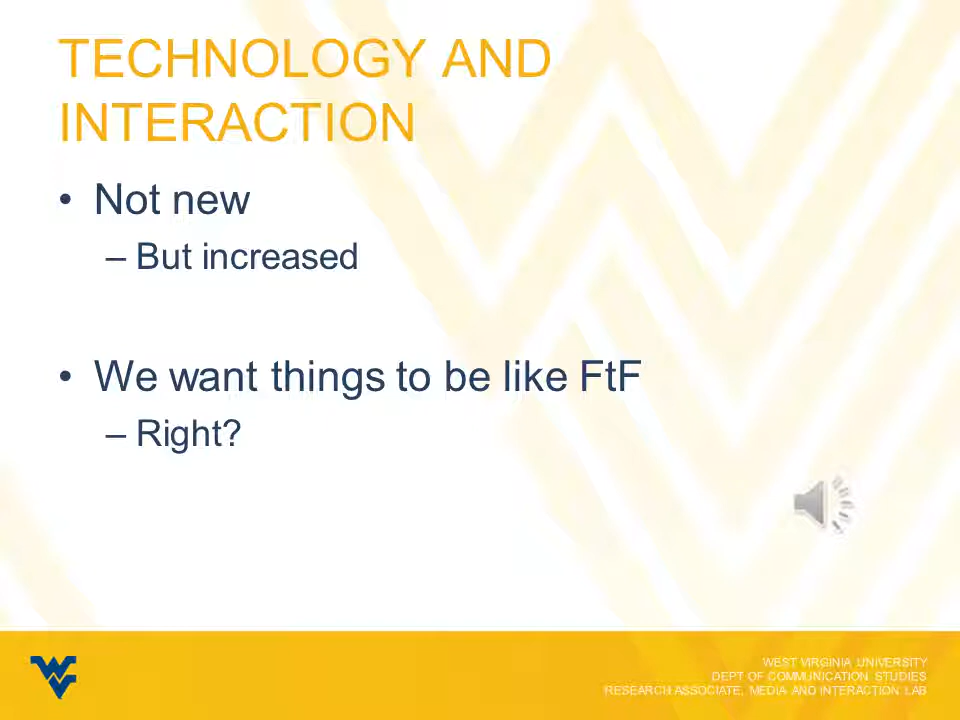 TECHNOLOGY AND
INTERACTION
• Not new
– But increased
• We want things to be like FtF
– Right?
WEST VIRGINIA UNIVERSITY
DEPT OF COMMUNICATION STUDIES
RESEARCH ASSOCIATE, MEDIA AND INTERACTION LAB